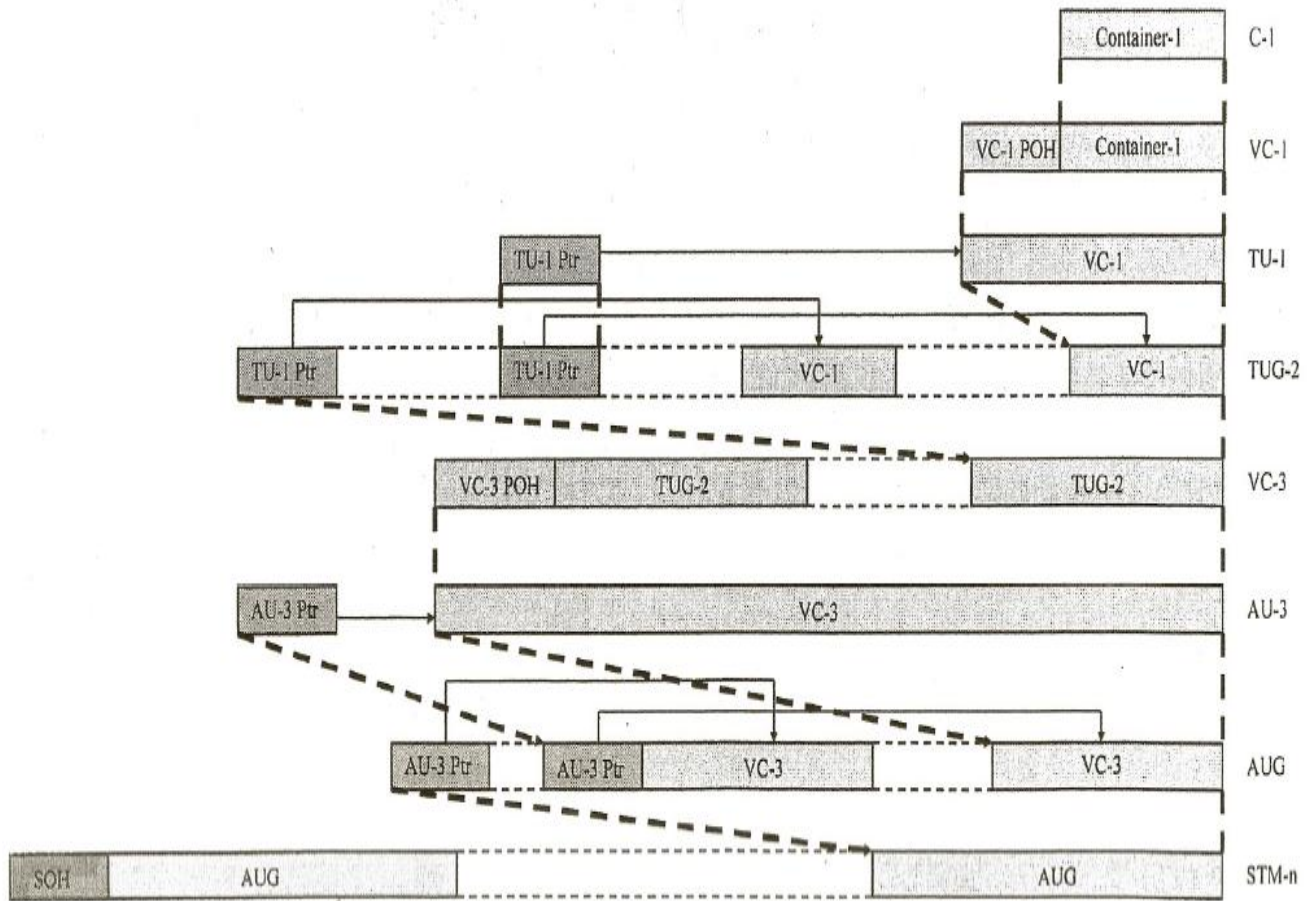 Container-1 C-1
VC-1 POH Container-1 VC-1
TU-1 Ptr VC-1 TU-1
TU-1 Ptr TU-1 Ptr VC-1 VC-1 TUG-2
VC-3 POH TUG-2 TUG-2 VC-3
AU-3 Ptr VC-3 AU-3
AU-3 Ptr AU-3 Ptr VC-3 VC-3 AUG
SOH AUG AUG STM-n